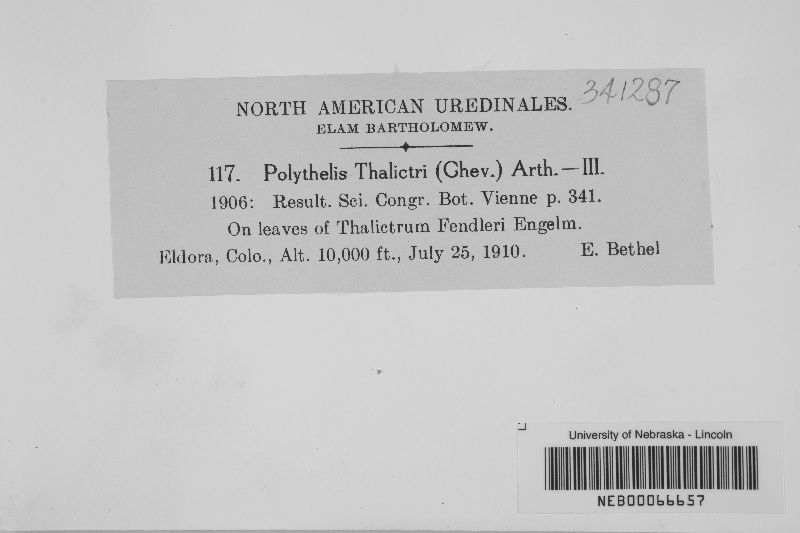 341287
NORTH AMERICAN UREDINALES.
ELAM BARTHOLOMEW.
117. Polythelis Thalictri (Chev.) Arth.—III.
1906: Result. Sci. Congr. Bot. Vienne p. 341.
On leaves of Thalictrum Fendleri Engelm.
Eldora, Colo., Alt. 10,000 ft., July 25, 1910. E. Bethel
University of Nebraska - Lincoln
NEB00066657